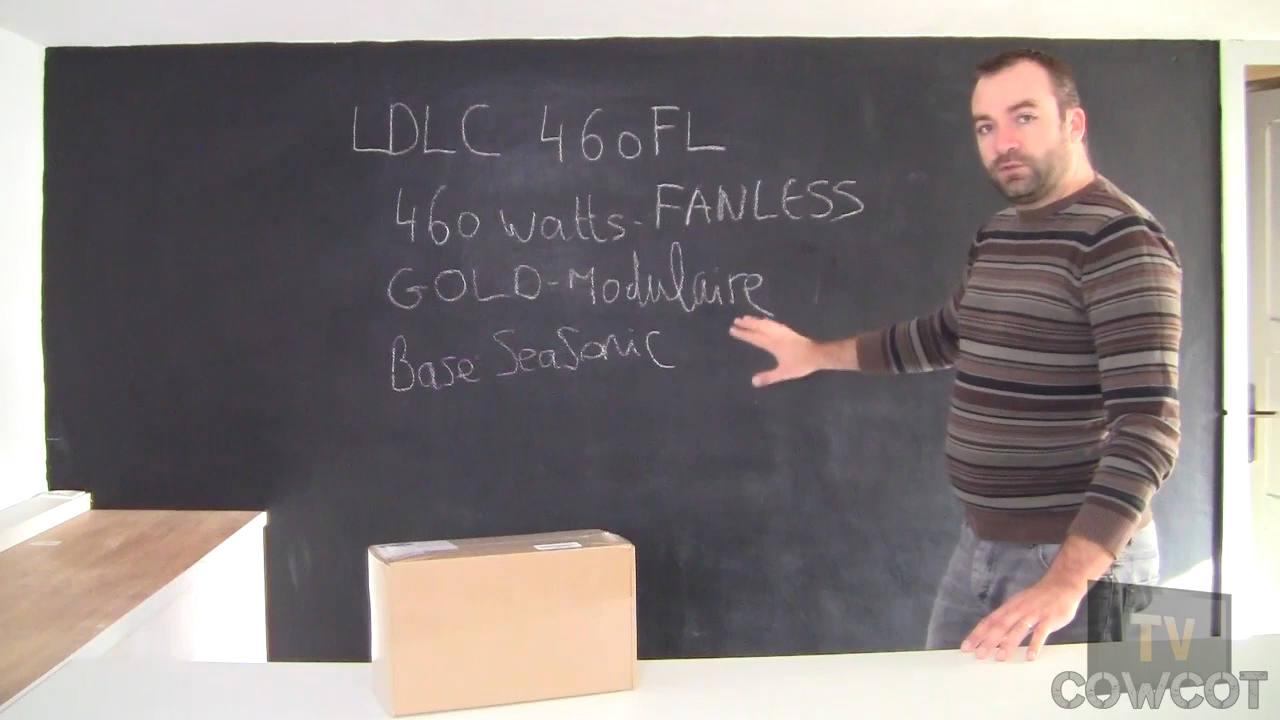 LDLC 460FL
460 watts-FANLESS
GOLD-Modulaire
Base SeaSonic
TV
COWCOT